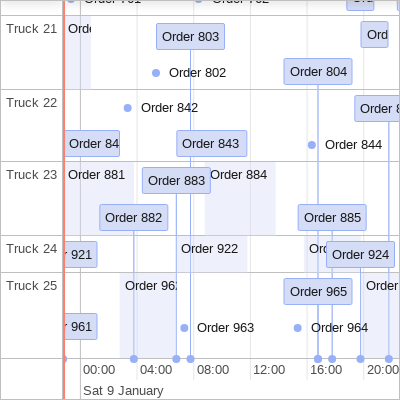 Truck 21
Order 803
Order 802
Order 804
Truck 22
Order 842
Order 84
Order 843
Order 844
Truck 23
Order 881
Order 883
Order 884
Order 882
Order 885
Truck 24
921
Order 922
Order 924
Truck 25
Order 962
Order 965
Order
961
Order 963
Order 964
00:00
04:00
08:00
12:00
16:00
20:00
Sat 9 January